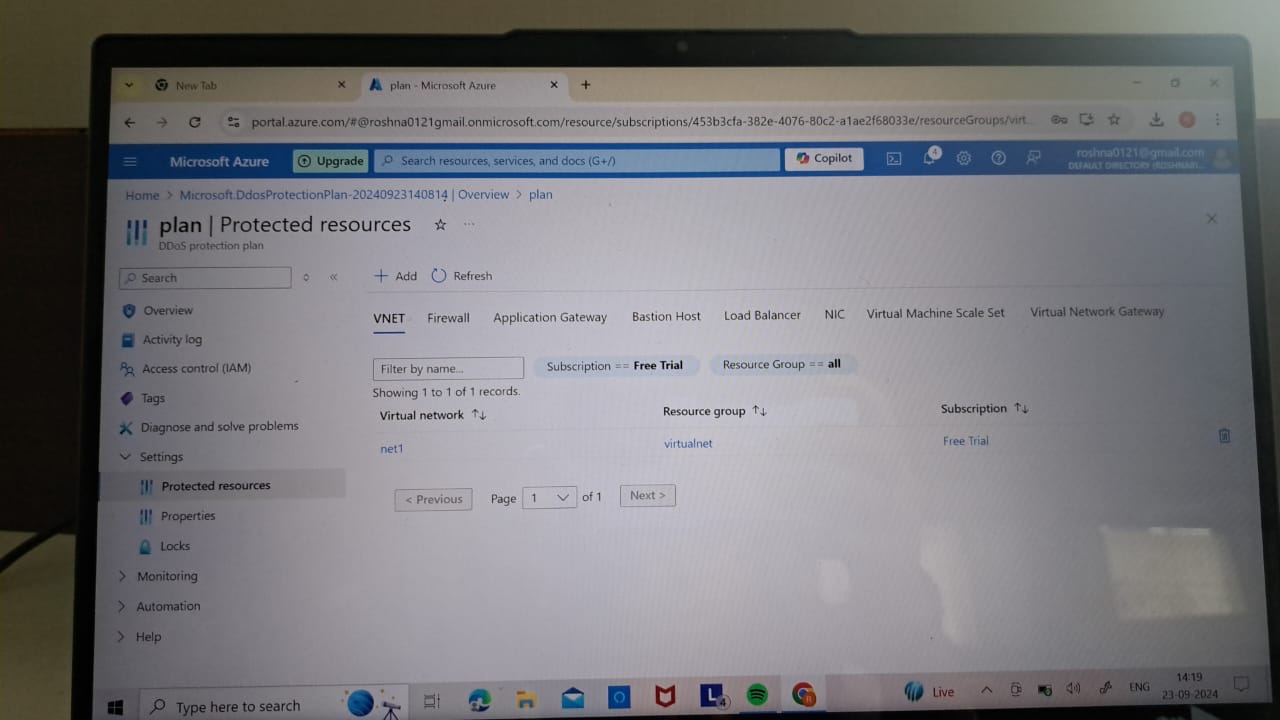 New Tab
plan - Microsoft Azure
portal.azure.com/#@roshna0121gmail.onmicrosoft.com/resource/subscriptions/453b3cfa-382e-4076-80c2-a1ae2f68033e/resourceGroups/virt...
Microsoft Azure
Upgrade
Search resources, services, and docs (G+/)
Copilot
4
roshna0121@gmail.com
DEFAULT DIRECTORY (ROSHNA01...
Home > Microsoft.DdosProtectionPlan-20240923140814 | Overview > plan
plan | Protected resources
DDoS protection plan
Search
Add
Refresh
Overview
Activity log
Access control (IAM)
Tags
Diagnose and solve problems
Settings
Protected resources
Properties
Locks
Monitoring
Automation
Help
VNET Firewall Application Gateway Bastion Host Load Balancer NIC Virtual Machine Scale Set Virtual Network Gateway
Filter by name...
Subscription == Free Trial
Resource Group == all
Showing 1 to 1 of 1 records.
Virtual network Resource group Subscription
net1 virtualnet Free Trial
< Previous Page 1 of 1 Next >
Type here to search
L 4
Live
ENG
14:19
23-09-2024